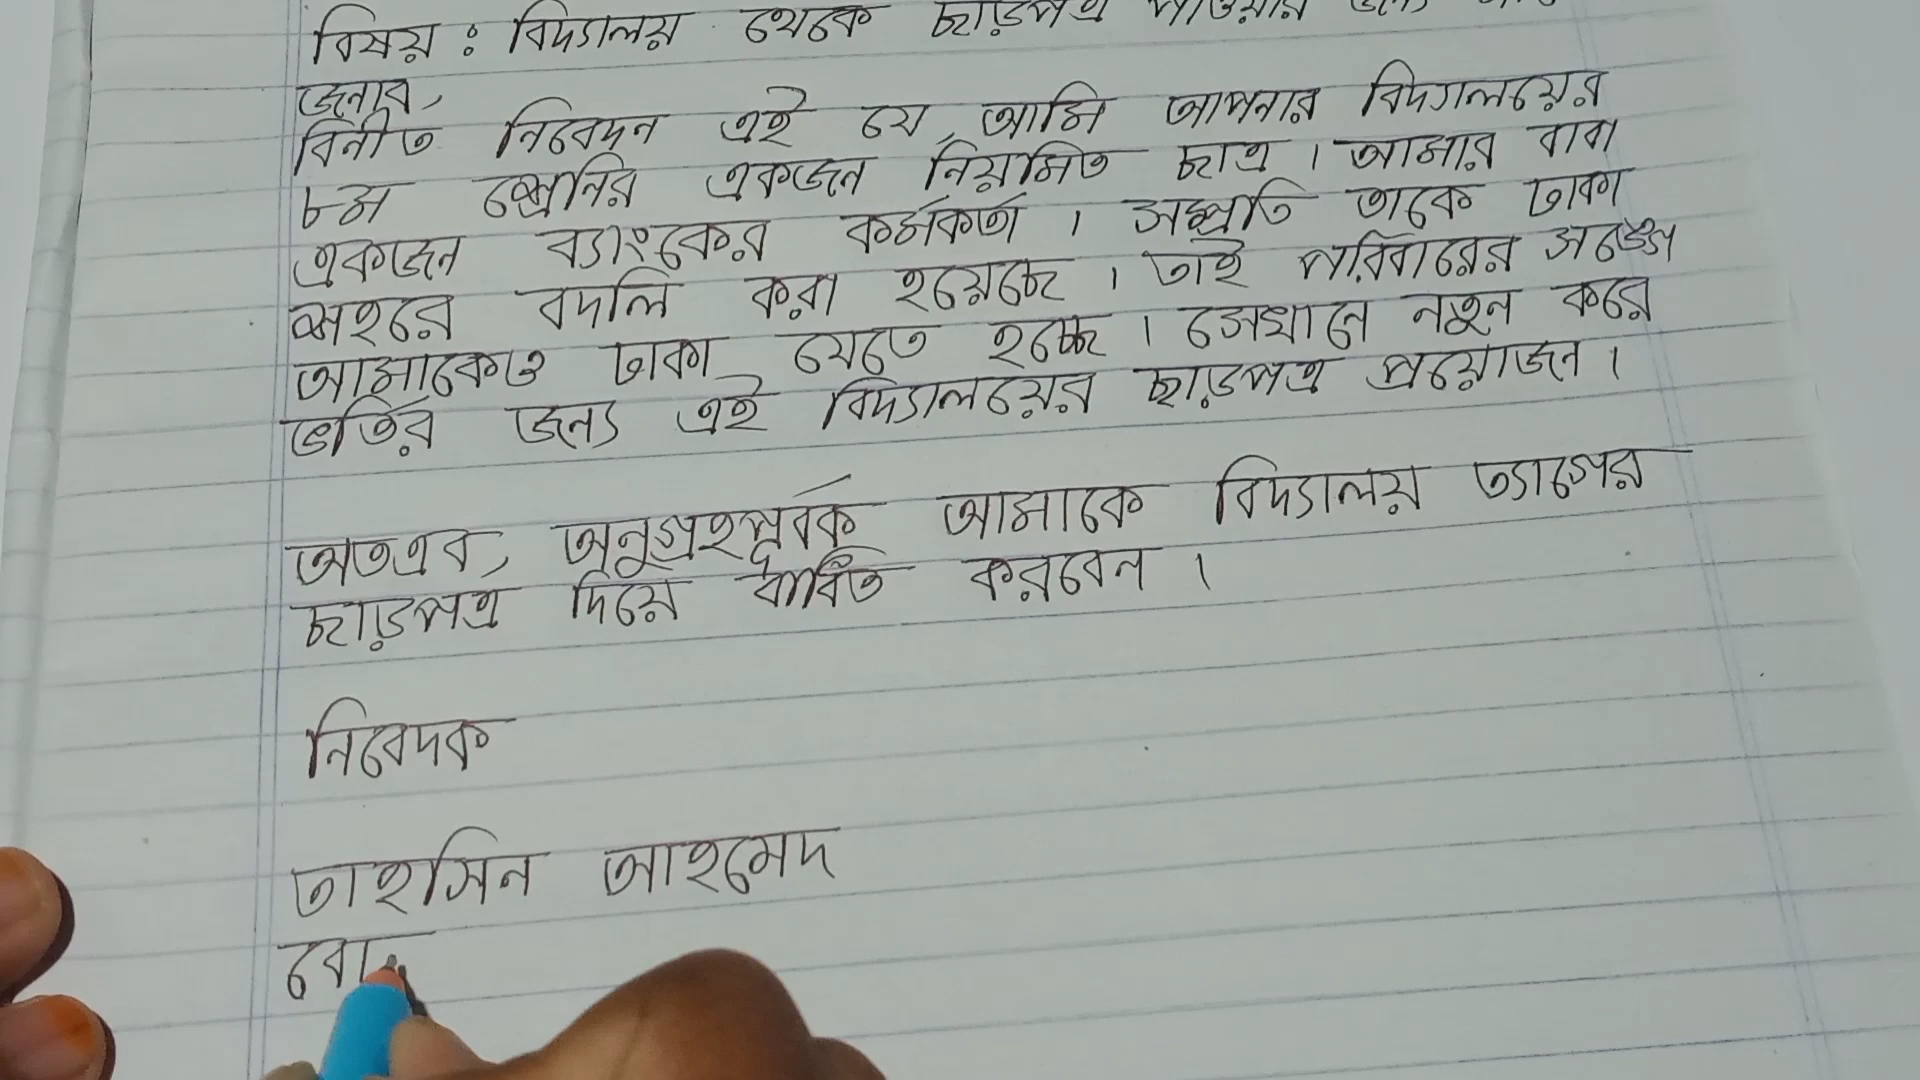 বিষয় : বিদ্যালয় থেকে ছাড়পত্র পাওয়ার জন্য
জনাব,
বিনীত নিবেদন এই যে, আমি আপনার বিদ্যালয়ের
৮ম শ্রেনির একজন নিয়মিত ছাত্র । আমার বাবা
একজন ব্যাংকের কর্মকর্তা । সম্প্রতি তাকে ঢাকা
শহরে বদলি করা হয়েছে । তাই পরিবারের সঙ্গে
আমাকেও ঢাকা যেতে হচ্ছে । সেখানে নতুন করে
ভর্তির জন্য এই বিদ্যালয়ের ছাড়পত্র প্রয়োজন ।
অতএব, অনুগ্রহপূর্বক আমাকে বিদ্যালয় ত্যাগের
ছাড়পত্র দিয়ে বাধিত করবেন ।
নিবেদক
তাহসিন আহমেদ